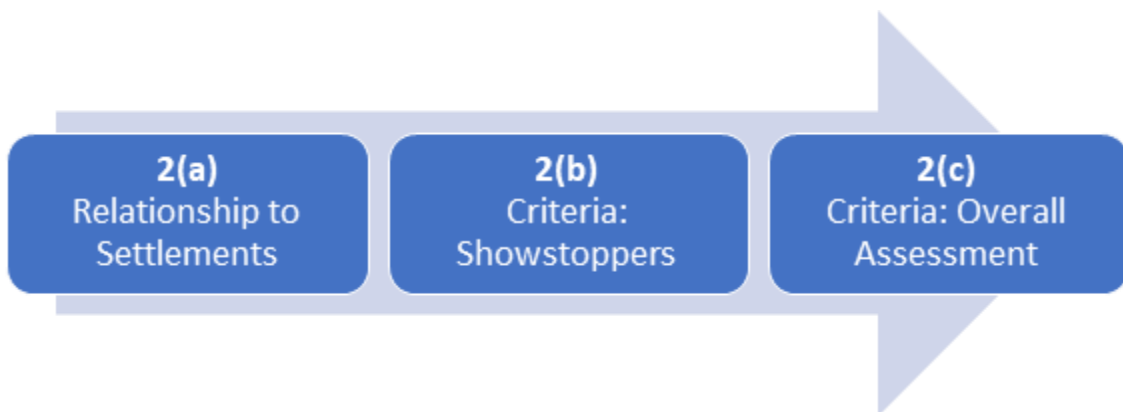 2(a)
Relationship to
Settlements
2(b)
Criteria:
Showstoppers
2(c)
Criteria: Overall
Assessment